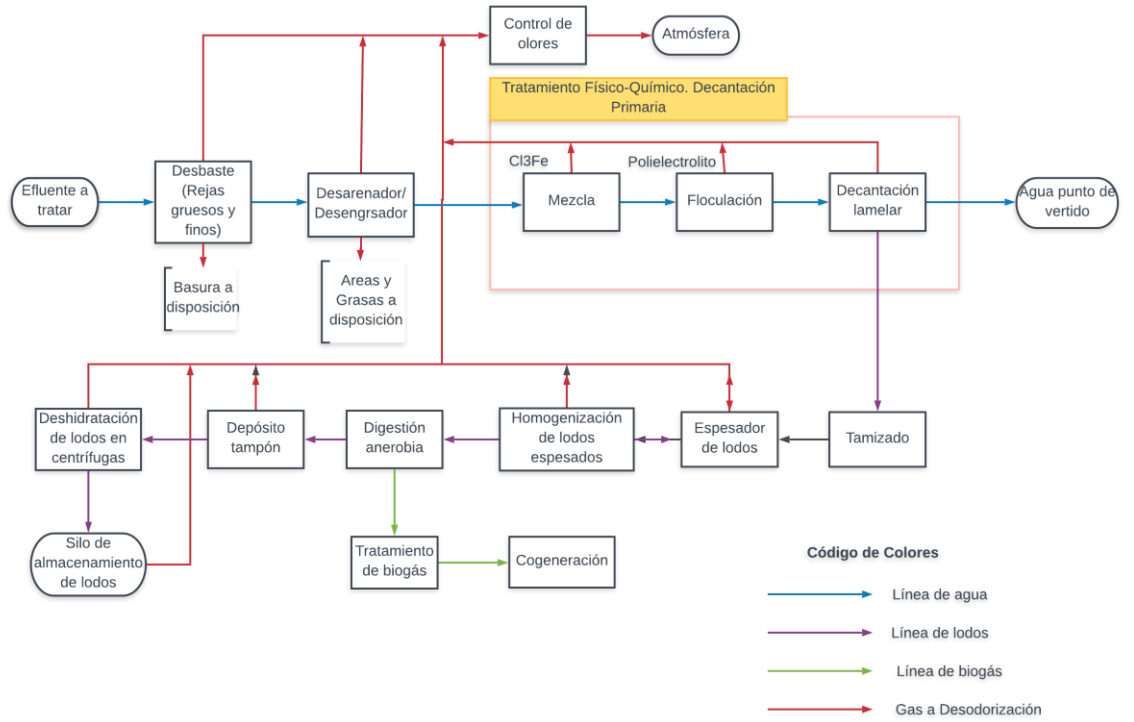 Control de
olores
Atmósfera
Tratamiento Físico-Químico. Decantación
Primaria
Cl3Fe
Polielectrolito
Efluente a
tratar
Desbaste
(Rejas
gruesos y
finos)
Desarenador/
Desengrsador
Mezcla
Floculación
Decantación
lamelar
Agua punto de
vertido
Basura a
disposición
Areas y
Grasas a
disposición
Deshidratación
de lodos en
centrífugas
Depósito
tampón
Digestión
anerobia
Homogenización
de lodos
espesados
Espesador
de lodos
Tamizado
Silo de
almacenamiento
de lodos
Tratamiento
de biogás
Cogeneración
Código de Colores
Línea de agua
Línea de lodos
Línea de biogás
Gas a Desodorización